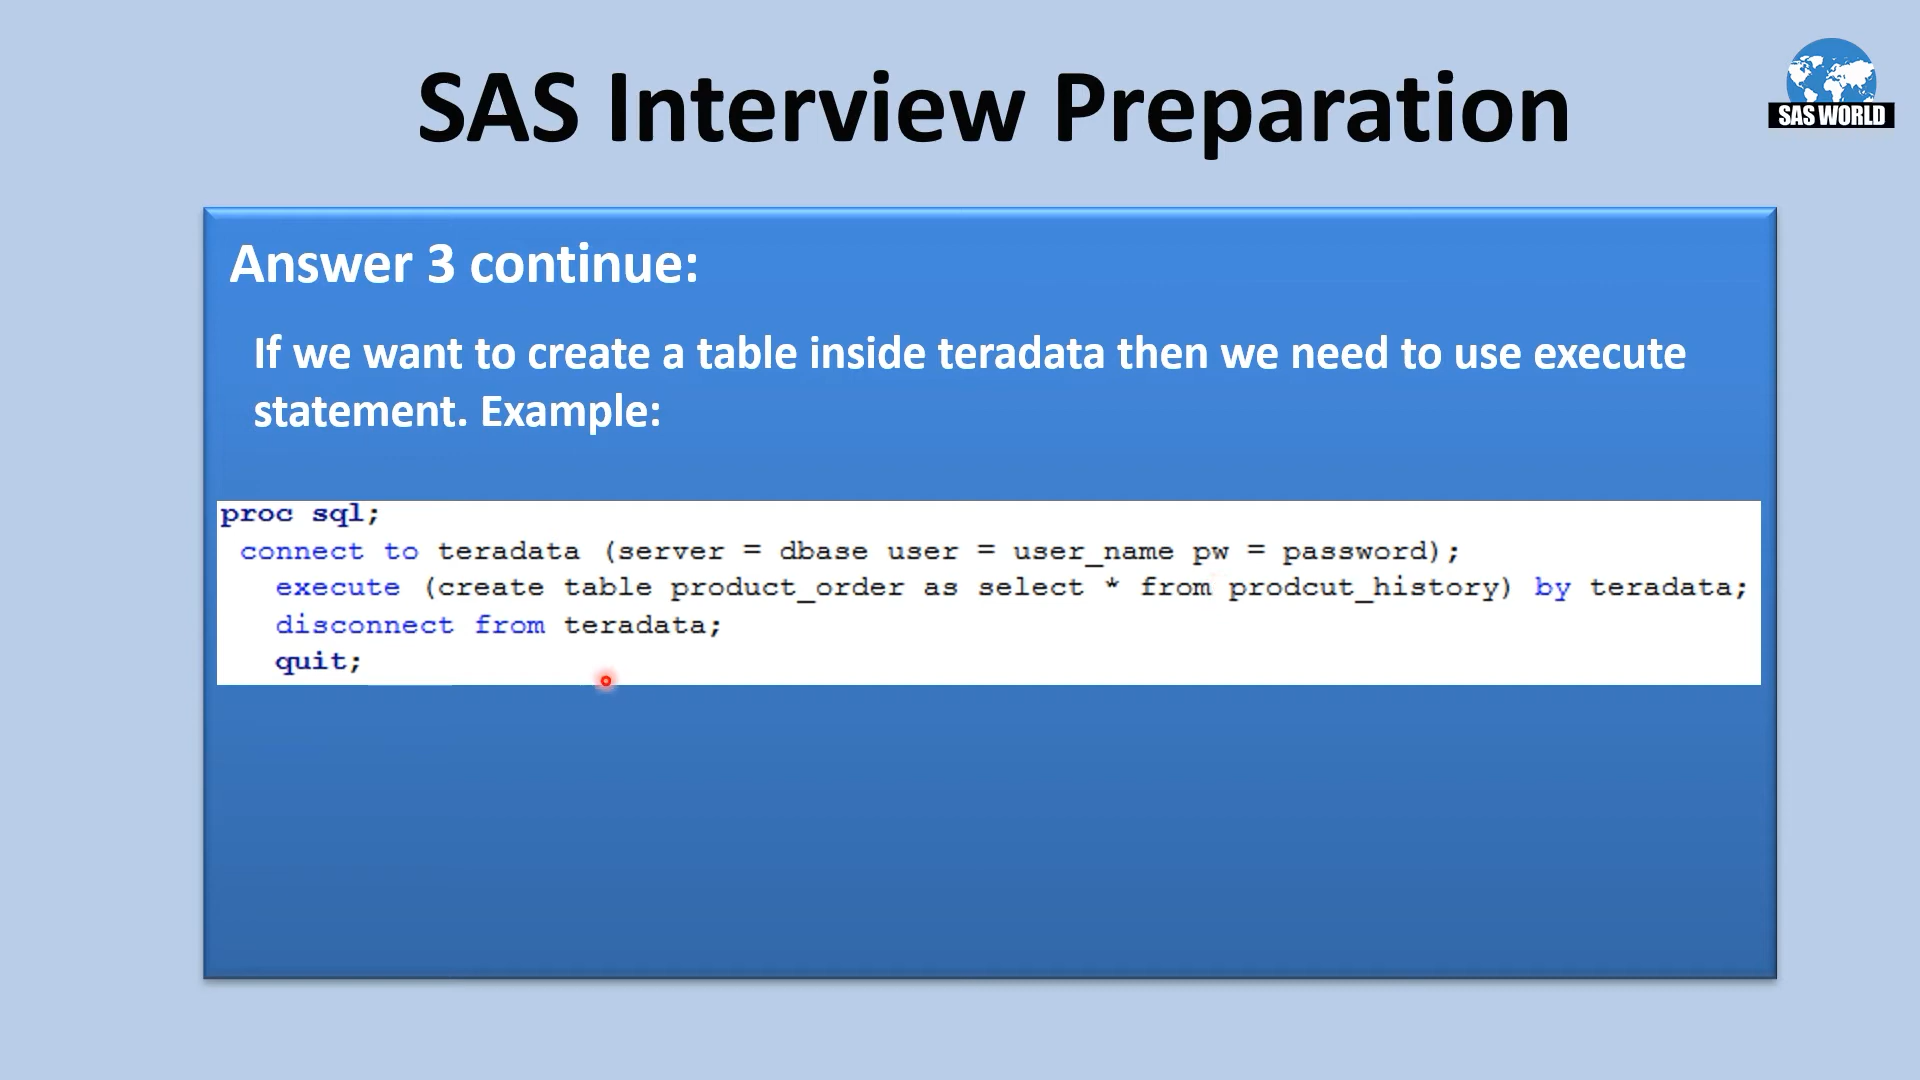 SAS Interview Preparation
SAS WORLD
Answer 3 continue:
If we want to create a table inside teradata then we need to use execute
statement. Example:
proc sql;
connect to teradata (server = dbase user = user_name pw = password);
execute (create table product_order as select * from prodcut_history) by teradata;
disconnect from teradata;
quit;